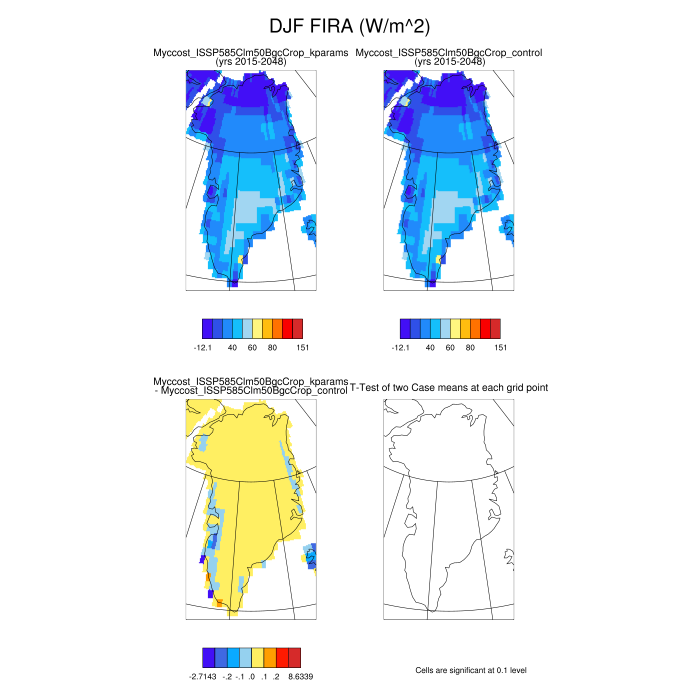 DJF FIRA (W/m^2)
Myccost_ISSP585Clm50BgcCrop_kparams
(yrs 2015-2048)
Myccost_ISSP585Clm50BgcCrop_control
(yrs 2015-2048)
-12.1 40 60 80 151
-12.1 40 60 80 151
Myccost_ISSP585Clm50BgcCrop_kparams
- Myccost_ISSP585Clm50BgcCrop_control
T-Test of two Case means at each grid point
-2.7143 -.2 -.1 .0 .1 .2 8.6339
Cells are significant at 0.1 level